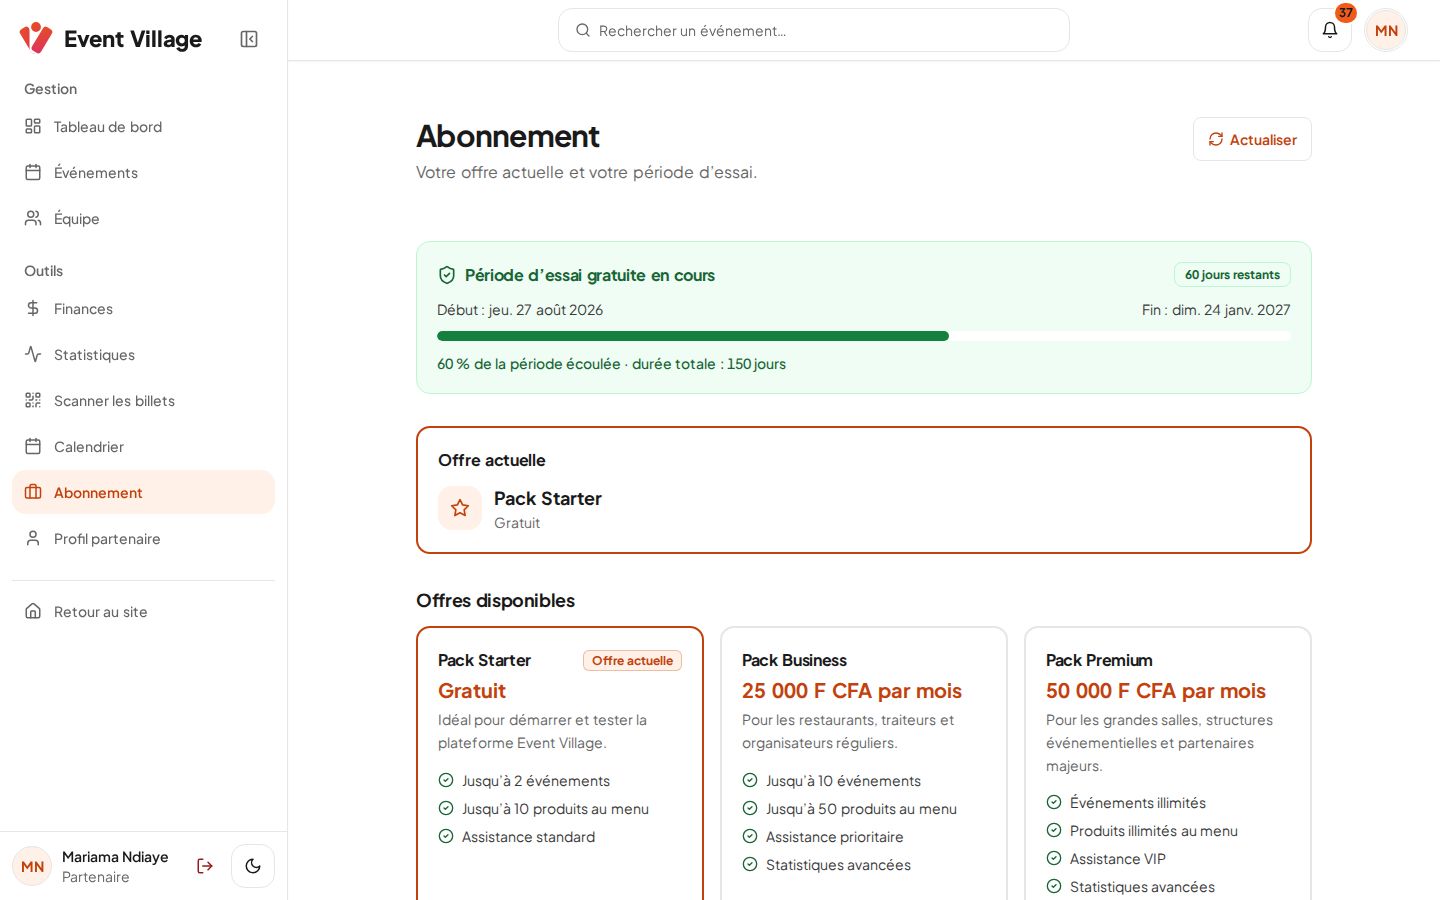 Event Village
Rechercher un événement...
37
MN
Gestion
Tableau de bord
Événements
Équipe
Outils
Finances
Statistiques
Scanner les billets
Calendrier
Abonnement
Profil partenaire
Retour au site
Mariama Ndiaye
Partenaire
MN
Abonnement
Actualiser
Votre offre actuelle et votre période d'essai.
Période d'essai gratuite en cours
60 jours restants
Début : jeu. 27 août 2026
Fin : dim. 24 janv. 2027
60 % de la période écoulée · durée totale : 150 jours
Offre actuelle
Pack Starter
Gratuit
Offres disponibles
Pack Starter
Offre actuelle
Gratuit
Idéal pour démarrer et tester la
plateforme Event Village.
Jusqu'à 2 événements
Jusqu'à 10 produits au menu
Assistance standard
Pack Business
25 000 F CFA par mois
Pour les restaurants, traiteurs et
organisateurs réguliers.
Jusqu'à 10 événements
Jusqu'à 50 produits au menu
Assistance prioritaire
Statistiques avancées
Pack Premium
50 000 F CFA par mois
Pour les grandes salles, structures
événementielles et partenaires
majeurs.
Événements illimités
Produits illimités au menu
Assistance VIP
Statistiques avancées